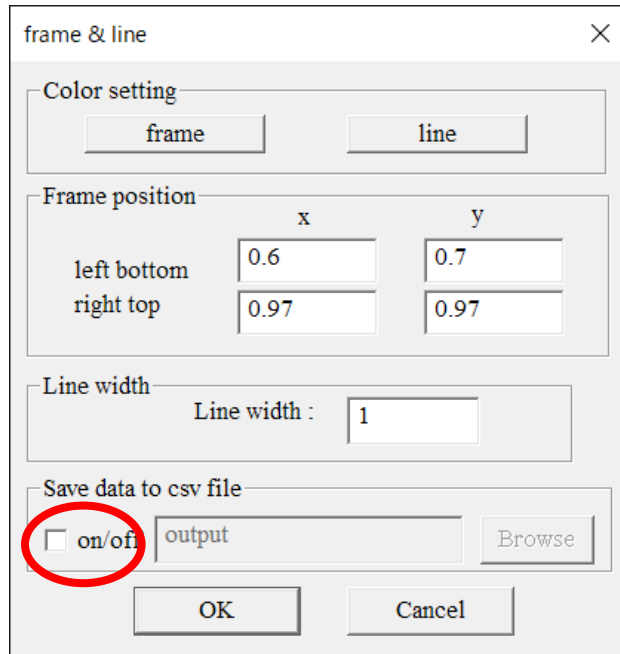 frame & line
Color setting
frame line
Frame position
x y
left bottom 0.6 0.7
right top 0.97 0.97
Line width
Line width : 1
Save data to csv file
on/off output Browse
OK Cancel